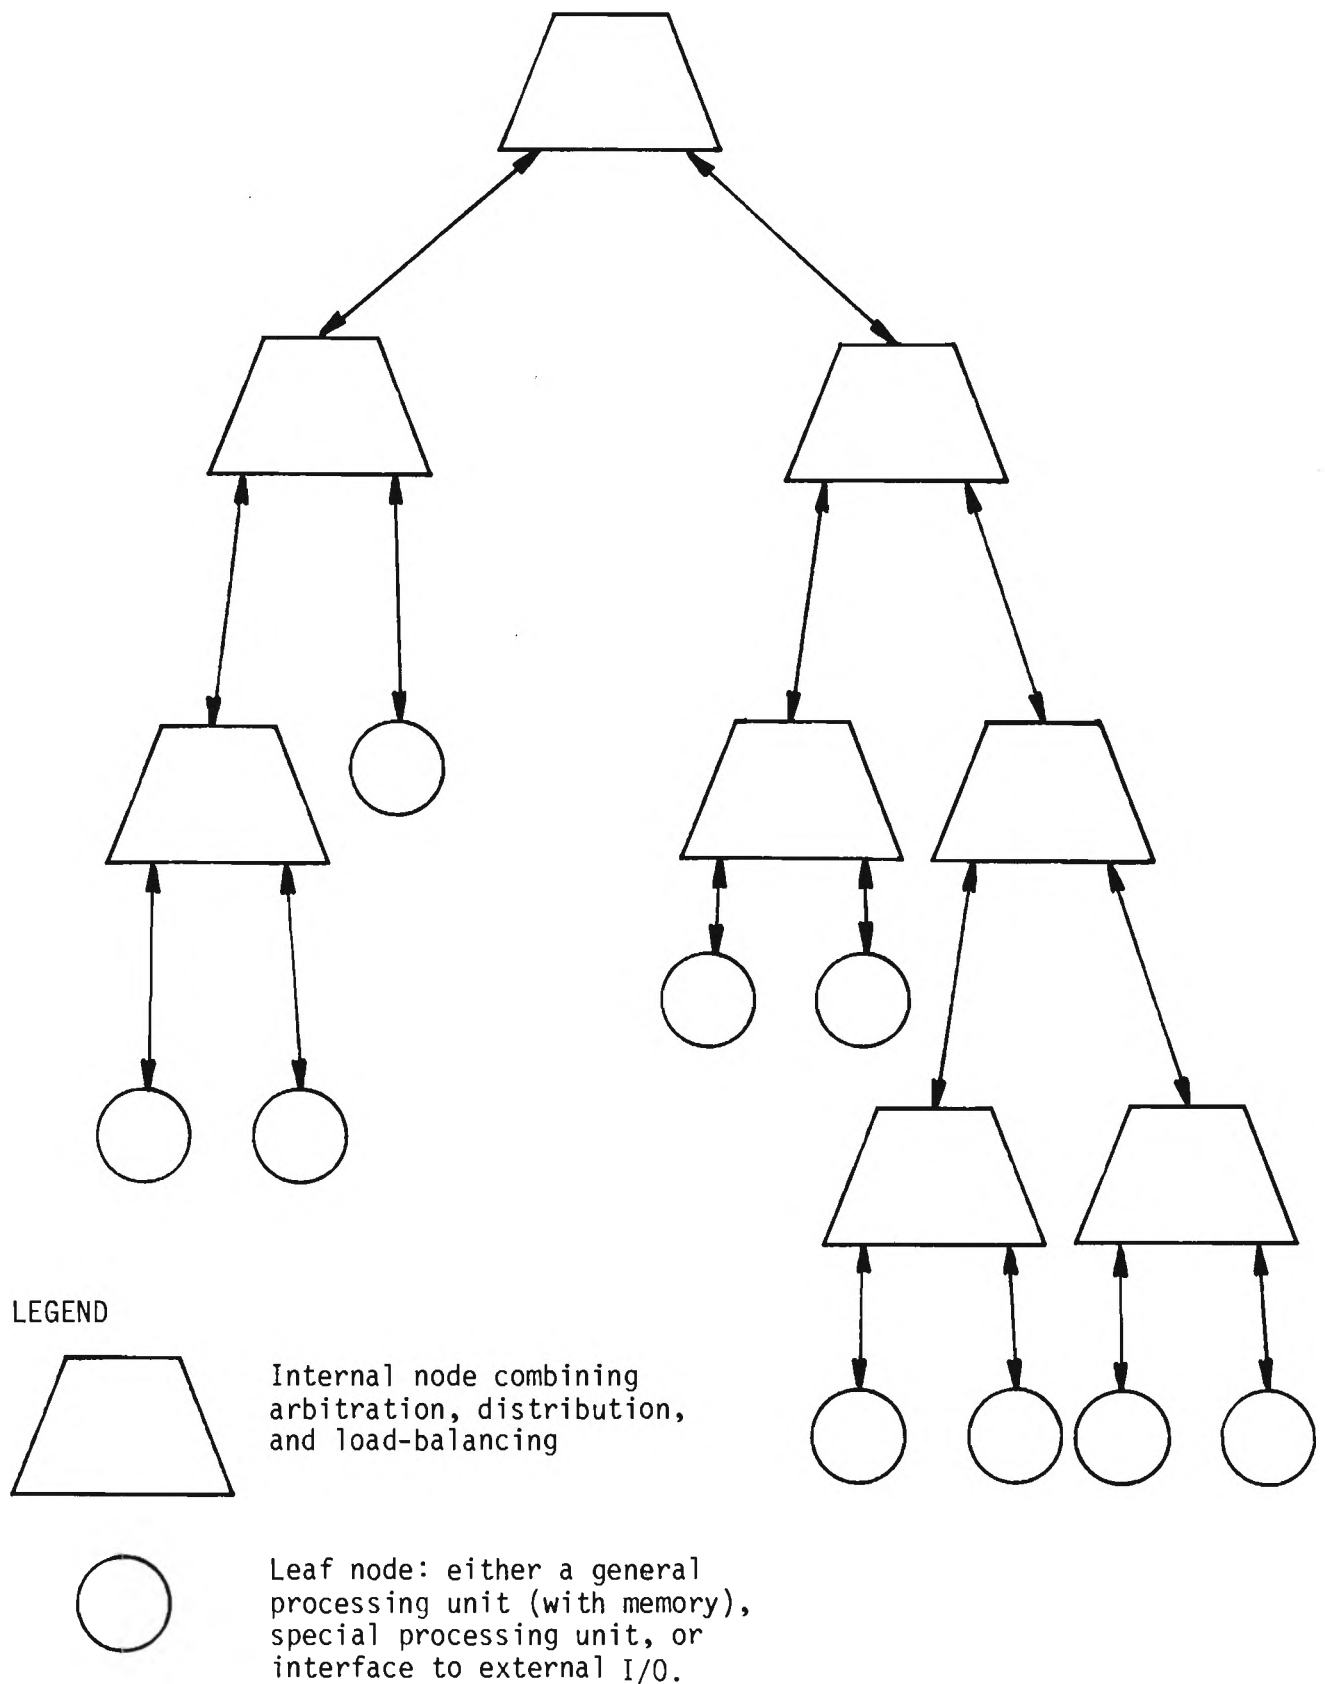 LEGEND
Internal node combining
arbitration, distribution,
and load-balancing
Leaf node: either a general
processing unit (with memory),
special processing unit, or
interface to external I/O.